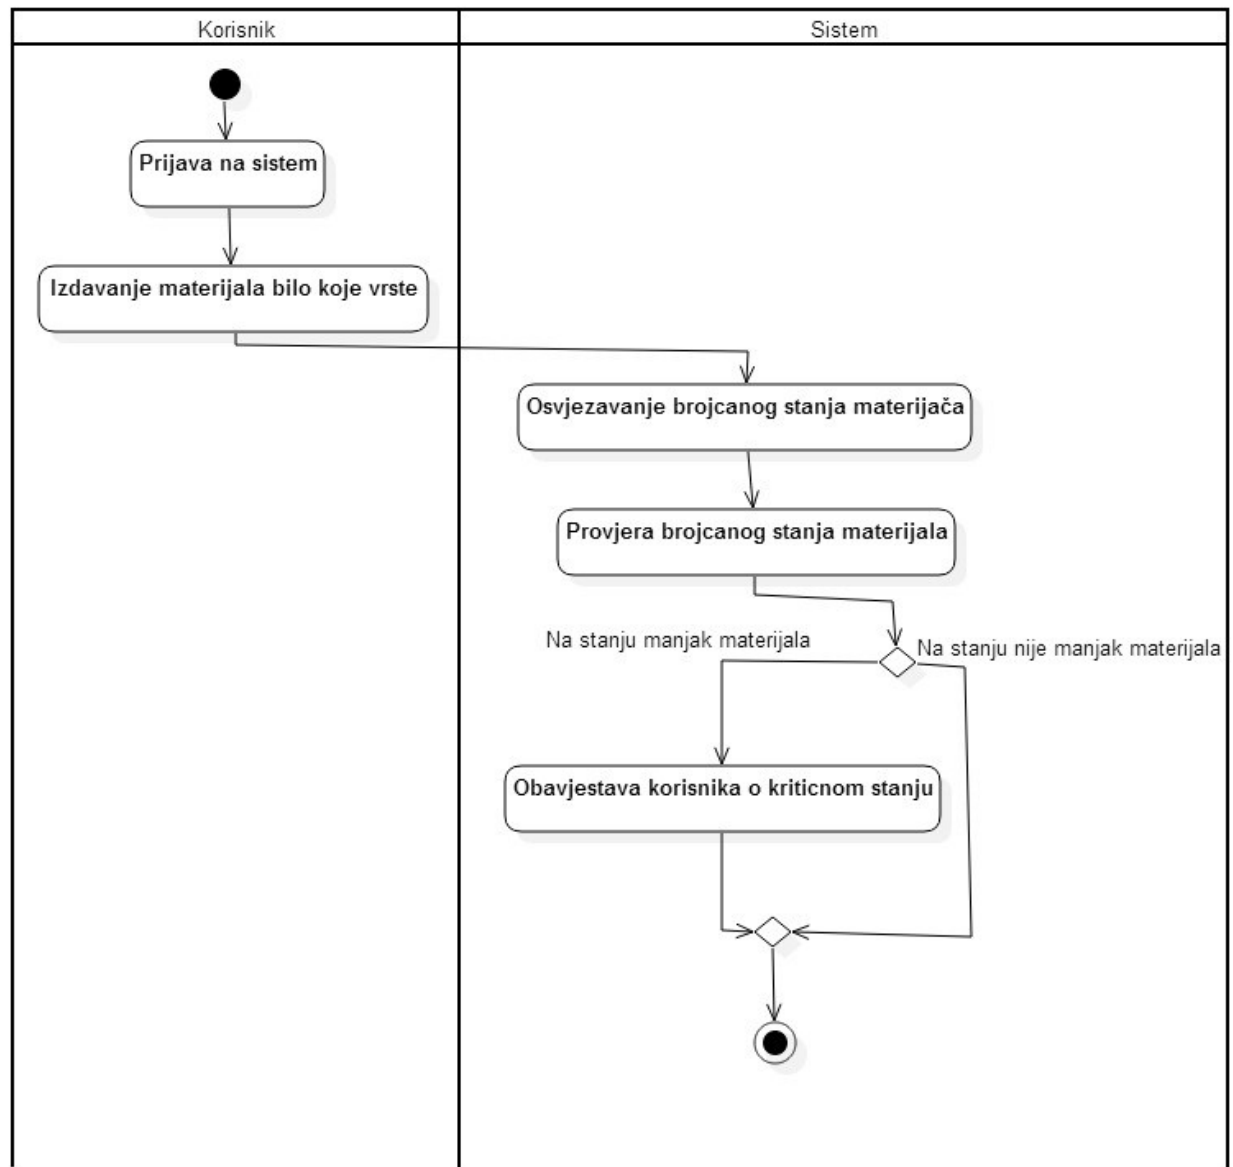 Korisnik
Sistem
Prijava na sistem
Izdavanje materijala bilo koje vrste
Osvjezavanje brojcanog stanja materijača
Provjera brojcanog stanja materijala
Na stanju manjak materijala
Na stanju nije manjak materijala
Obavjestava korisnika o kriticnom stanju